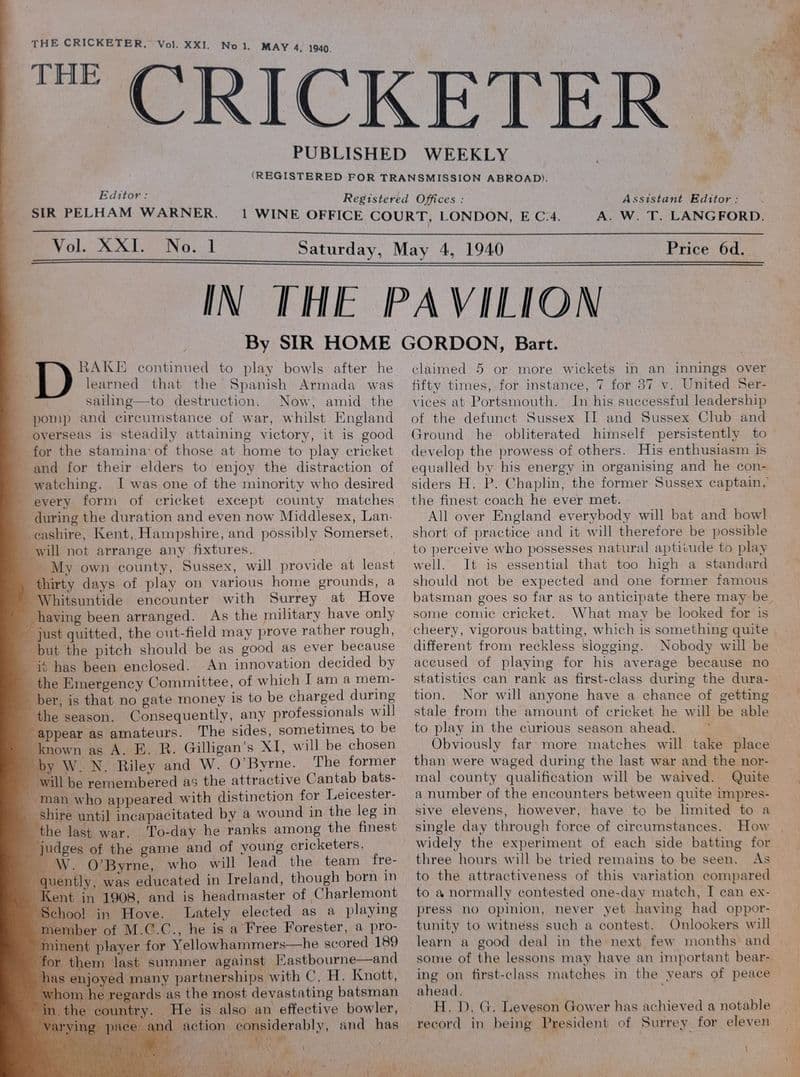 THE CRICKETER. Vol. XXI. No 1. MAY 4, 1940.
THE CRICKETER
PUBLISHED WEEKLY
(REGISTERED FOR TRANSMISSION ABROAD).
Editor :
SIR PELHAM WARNER.
Registered Offices :
1 WINE OFFICE COURT, LONDON, E C.4.
Assistant Editor :
A. W. T. LANGFORD.
Vol. XXI. No. 1 Saturday, May 4, 1940 Price 6d.
IN THE PAVILION
By SIR HOME GORDON, Bart.
DRAKE continued to play bowls after he
learned that the Spanish Armada was
sailing—to destruction. Now, amid the
pomp and circumstance of war, whilst England
overseas is steadily attaining victory, it is good
for the stamina of those at home to play cricket
and for their elders to enjoy the distraction of
watching. I was one of the minority who desired
every form of cricket except county matches
during the duration and even now Middlesex, Lan-
cashire, Kent, Hampshire, and possibly Somerset,
will not arrange any fixtures.
My own county, Sussex, will provide at least
thirty days of play on various home grounds, a
Whitsuntide encounter with Surrey at Hove
having been arranged. As the military have only
just quitted, the out-field may prove rather rough,
but the pitch should be as good as ever because
it has been enclosed. An innovation decided by
the Emergency Committee, of which I am a mem-
ber, is that no gate money is to be charged during
the season. Consequently, any professionals will
appear as amateurs. The sides, sometimes to be
known as A. E. R. Gilligan's XI, will be chosen
by W. N. Riley and W. O'Byrne. The former
will be remembered as the attractive Cantab bats-
man who appeared with distinction for Leicester-
shire until incapacitated by a wound in the leg in
the last war. To-day he ranks among the finest
judges of the game and of young cricketers.
W. O'Byrne, who will lead the team fre-
quently, was educated in Ireland, though born in
Kent in 1908, and is headmaster of Charlemont
School in Hove. Lately elected as a playing
member of M.C.C., he is a Free Forester, a pro-
minent player for Yellowhammers—he scored 189
for them last summer against Eastbourne—and
has enjoyed many partnerships with C. H. Knott,
whom he regards as the most devastating batsman
in the country. He is also an effective bowler,
varying pace and action considerably, and has
claimed 5 or more wickets in an innings over
fifty times, for instance, 7 for 37 v. United Ser-
vices at Portsmouth. In his successful leadership
of the defunct Sussex II and Sussex Club and
Ground he obliterated himself persistently to
develop the prowess of others. His enthusiasm is
equalled by his energy in organising and he con-
siders H. P. Chaplin, the former Sussex captain,
the finest coach he ever met.
All over England everybody will bat and bowl
short of practice and it will therefore be possible
to perceive who possesses natural aptitude to play
well. It is essential that too high a standard
should not be expected and one former famous
batsman goes so far as to anticipate there may be
some comic cricket. What may be looked for is
cheery, vigorous batting, which is something quite
different from reckless slogging. Nobody will be
accused of playing for his average because no
statistics can rank as first-class during the dura-
tion. Nor will anyone have a chance of getting
stale from the amount of cricket he will be able
to play in the curious season ahead.
Obviously far more matches will take place
than were waged during the last war and the nor-
mal county qualification will be waived. Quite
a number of the encounters between quite impres-
sive elevens, however, have to be limited to a
single day through force of circumstances. How
widely the experiment of each side batting for
three hours will be tried remains to be seen. As
to the attractiveness of this variation compared
to a normally contested one-day match, I can ex-
press no opinion, never yet having had oppor-
tunity to witness such a contest. Onlookers will
learn a good deal in the next few months and
some of the lessons may have an important bear-
ing on first-class matches in the years of peace
ahead.
H. D. G. Leveson Gower has achieved a notable
record in being President of Surrey for eleven